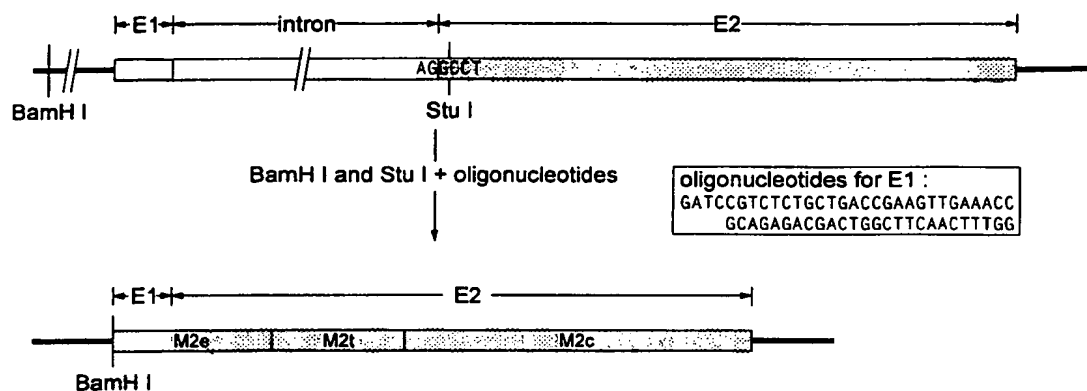 E1 intron E2
AGGCCT
BamH I Stu I
BamH I and Stu I + oligonucleotides
oligonucleotides for E1 :
GATCCGTCTCTGCTGACCGAAGTTGAAACC
GCAGAGACGACTGGCTTCAACTTTGG
E1 E2
M2e M2t M2c
BamH I